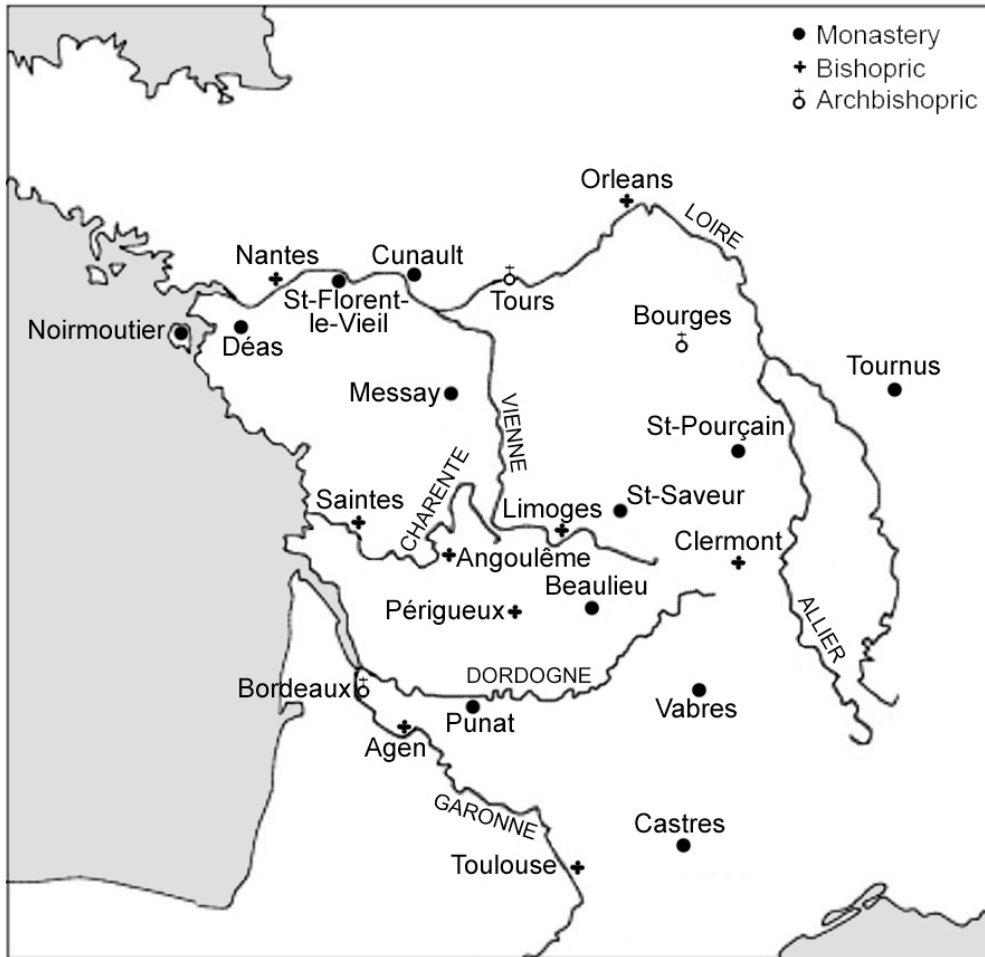 Monastery
Bishopric
Archbishopric
Orleans
LOIRE
Nantes
Cunault
St-Florent-
le-Vieil
Tours
Bourges
Noirmoutier
Déas
Tournus
Messay
VIENNE
St-Pourçain
CHARENTE
Saintes
Limoges
St-Saveur
Angoulême
Clermont
Beaulieu
Périgueux
ALLIER
DORDOGNE
Bordeaux
Punat
Vabres
Agen
GARONNE
Castres
Toulouse